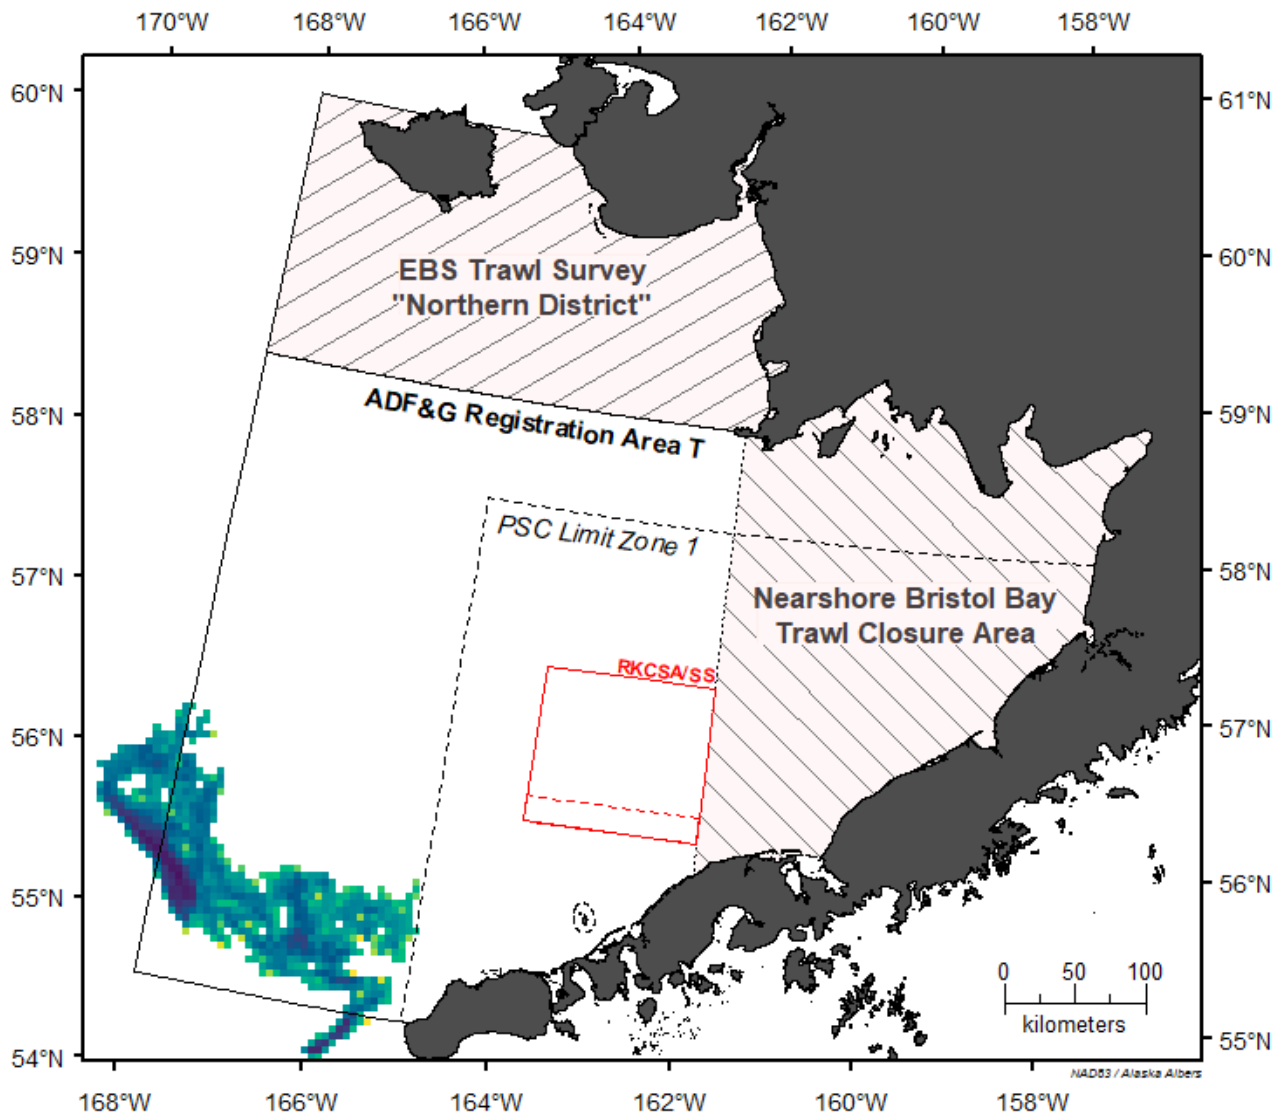 170°W 168°W 166°W 164°W 162°W 160°W 158°W
60°N
61°N
59°N
60°N
EBS Trawl Survey
"Northern District"
58°N
59°N
ADF&G Registration Area T
PSC Limit Zone 1
57°N
58°N
Nearshore Bristol Bay
Trawl Closure Area
RKCSA/SS
56°N
57°N
55°N
56°N
0 50 100
kilometers
54°N
55°N
NAD83 / Alaska Albers
168°W 166°W 164°W 162°W 160°W 158°W